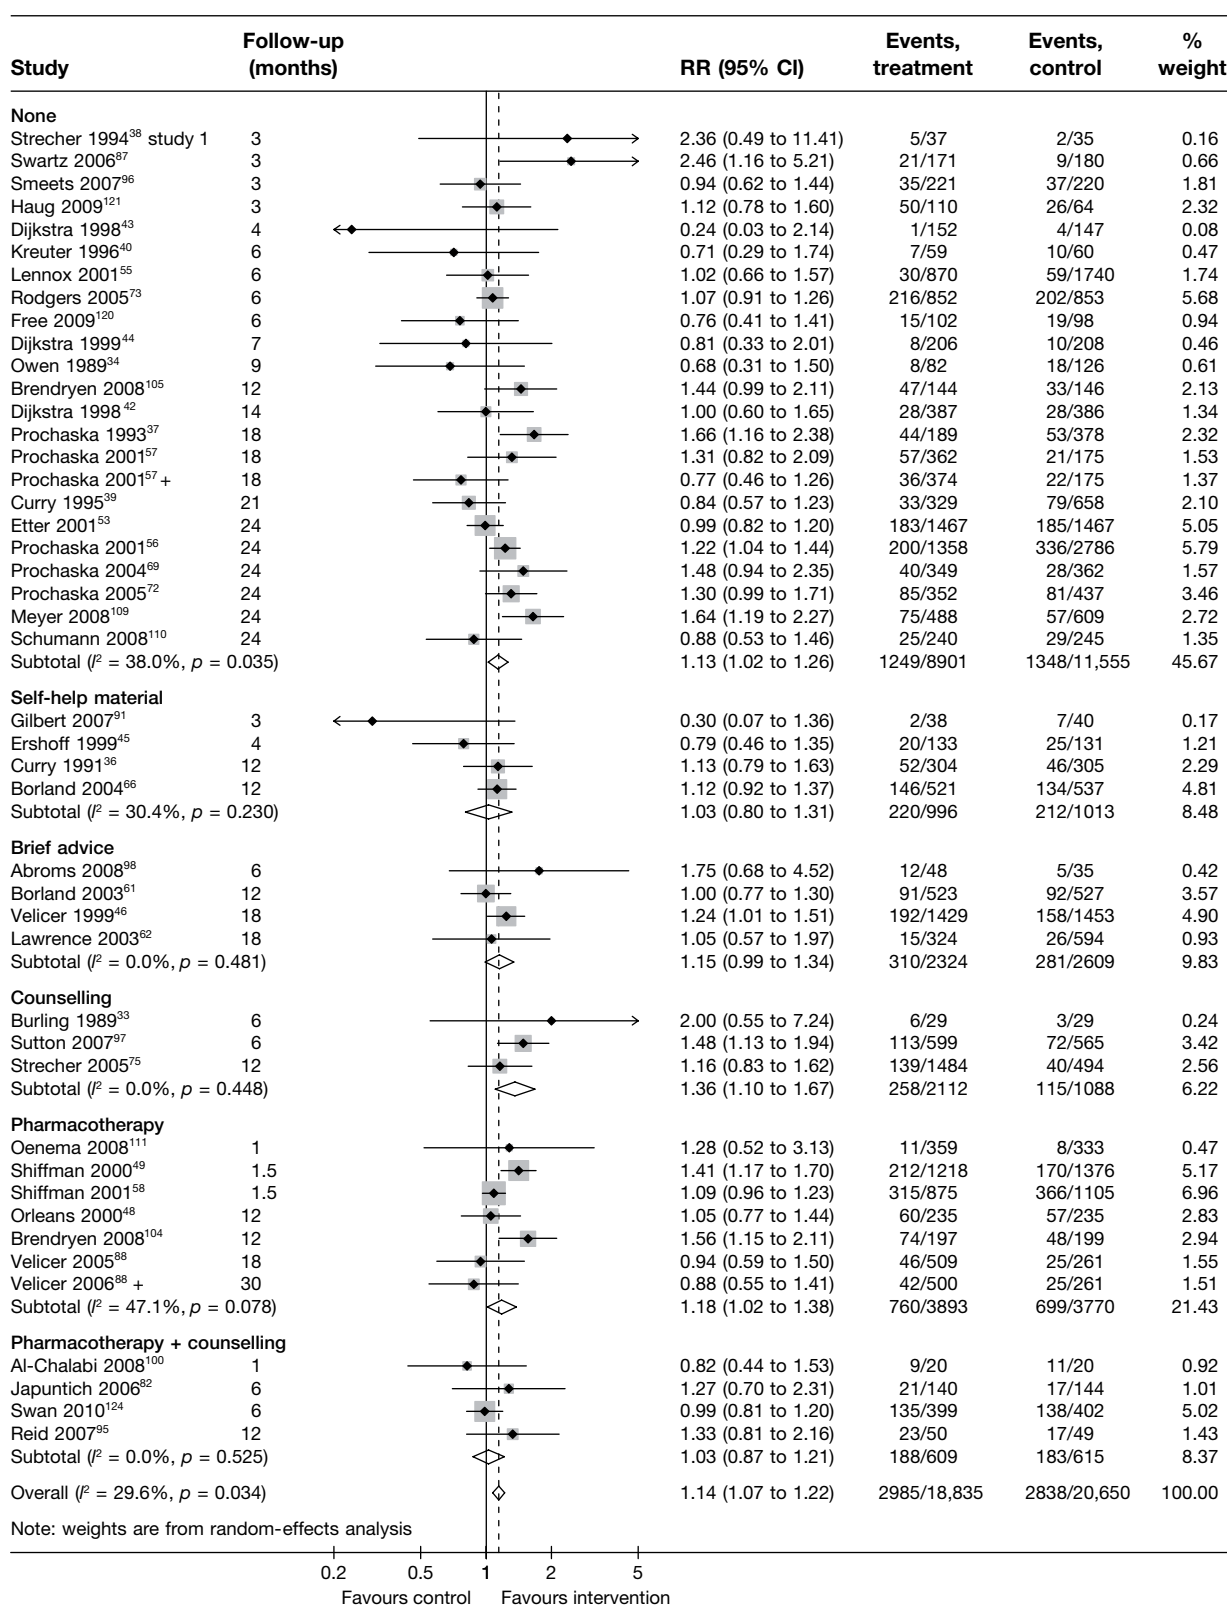 Study Follow-up (months) RR (95% CI) Events, treatment Events, control % weight
None
Strecher 1994³⁸ study 1 3 2.36 (0.49 to 11.41) 5/37 2/35 0.16
Swartz 2006⁸⁷ 3 2.46 (1.16 to 5.21) 21/171 9/180 0.66
Smeets 2007⁹⁶ 3 0.94 (0.62 to 1.44) 35/221 37/220 1.81
Haug 2009¹²¹ 3 1.12 (0.78 to 1.60) 50/110 26/64 2.32
Dijkstra 1998⁴³ 4 0.24 (0.03 to 2.14) 1/152 4/147 0.08
Kreuter 1996⁴⁰ 6 0.71 (0.29 to 1.74) 7/59 10/60 0.47
Lennox 2001⁵⁵ 6 1.02 (0.66 to 1.57) 30/870 59/1740 1.74
Rodgers 2005⁷³ 6 1.07 (0.91 to 1.26) 216/852 202/853 5.68
Free 2009¹²⁰ 6 0.76 (0.41 to 1.41) 15/102 19/98 0.94
Dijkstra 1999⁴⁴ 7 0.81 (0.33 to 2.01) 8/206 10/208 0.46
Owen 1989³⁴ 9 0.68 (0.31 to 1.50) 8/82 18/126 0.61
Brendryen 2008¹⁰⁵ 12 1.44 (0.99 to 2.11) 47/144 33/146 2.13
Dijkstra 1998⁴² 14 1.00 (0.60 to 1.65) 28/387 28/386 1.34
Prochaska 1993³⁷ 18 1.66 (1.16 to 2.38) 44/189 53/378 2.32
Prochaska 2001⁵⁷ 18 1.31 (0.82 to 2.09) 57/362 21/175 1.53
Prochaska 2001⁵⁷ + 18 0.77 (0.46 to 1.26) 36/374 22/175 1.37
Curry 1995³⁹ 21 0.84 (0.57 to 1.23) 33/329 79/658 2.10
Etter 2001⁵³ 24 0.99 (0.82 to 1.20) 183/1467 185/1467 5.05
Prochaska 2001⁵⁶ 24 1.22 (1.04 to 1.44) 200/1358 336/2786 5.79
Prochaska 2004⁶⁹ 24 1.48 (0.94 to 2.35) 40/349 28/362 1.57
Prochaska 2005⁷² 24 1.30 (0.99 to 1.71) 85/352 81/437 3.46
Meyer 2008¹⁰⁹ 24 1.64 (1.19 to 2.27) 75/488 57/609 2.72
Schumann 2008¹¹⁰ 24 0.88 (0.53 to 1.46) 25/240 29/245 1.35
Subtotal (I² = 38.0%, p = 0.035) 1.13 (1.02 to 1.26) 1249/8901 1348/11,555 45.67
Self-help material
Gilbert 2007⁹¹ 3 0.30 (0.07 to 1.36) 2/38 7/40 0.17
Ershoff 1999⁴⁵ 4 0.79 (0.46 to 1.35) 20/133 25/131 1.21
Curry 1991³⁶ 12 1.13 (0.79 to 1.63) 52/304 46/305 2.29
Borland 2004⁶⁶ 12 1.12 (0.92 to 1.37) 146/521 134/537 4.81
Subtotal (I² = 30.4%, p = 0.230) 1.03 (0.80 to 1.31) 220/996 212/1013 8.48
Brief advice
Abroms 2008⁹⁸ 6 1.75 (0.68 to 4.52) 12/48 5/35 0.42
Borland 2003⁶¹ 12 1.00 (0.77 to 1.30) 91/523 92/527 3.57
Velicer 1999⁴⁶ 18 1.24 (1.01 to 1.51) 192/1429 158/1453 4.90
Lawrence 2003⁶² 18 1.05 (0.57 to 1.97) 15/324 26/594 0.93
Subtotal (I² = 0.0%, p = 0.481) 1.15 (0.99 to 1.34) 310/2324 281/2609 9.83
Counselling
Burling 1989³³ 6 2.00 (0.55 to 7.24) 6/29 3/29 0.24
Sutton 2007⁹⁷ 6 1.48 (1.13 to 1.94) 113/599 72/565 3.42
Strecher 2005⁷⁵ 12 1.16 (0.83 to 1.62) 139/1484 40/494 2.56
Subtotal (I² = 0.0%, p = 0.448) 1.36 (1.10 to 1.67) 258/2112 115/1088 6.22
Pharmacotherapy
Oenema 2008¹¹¹ 1 1.28 (0.52 to 3.13) 11/359 8/333 0.47
Shiffman 2000⁴⁹ 1.5 1.41 (1.17 to 1.70) 212/1218 170/1376 5.17
Shiffman 2001⁵⁸ 1.5 1.09 (0.96 to 1.23) 315/875 366/1105 6.96
Orleans 2000⁴⁸ 12 1.05 (0.77 to 1.44) 60/235 57/235 2.83
Brendryen 2008¹⁰⁴ 12 1.56 (1.15 to 2.11) 74/197 48/199 2.94
Velicer 2005⁸⁸ 18 0.94 (0.59 to 1.50) 46/509 25/261 1.55
Velicer 2006⁸⁸ + 30 0.88 (0.55 to 1.41) 42/500 25/261 1.51
Subtotal (I² = 47.1%, p = 0.078) 1.18 (1.02 to 1.38) 760/3893 699/3770 21.43
Pharmacotherapy + counselling
Al-Chalabi 2008¹⁰⁰ 1 0.82 (0.44 to 1.53) 9/20 11/20 0.92
Japuntich 2006⁸² 6 1.27 (0.70 to 2.31) 21/140 17/144 1.01
Swan 2010¹²⁴ 6 0.99 (0.81 to 1.20) 135/399 138/402 5.02
Reid 2007⁹⁵ 12 1.33 (0.81 to 2.16) 23/50 17/49 1.43
Subtotal (I² = 0.0%, p = 0.525) 1.03 (0.87 to 1.21) 188/609 183/615 8.37
Overall (I² = 29.6%, p = 0.034) 1.14 (1.07 to 1.22) 2985/18,835 2838/20,650 100.00
Note: weights are from random-effects analysis
0.2 0.5 1 2 5
Favours control Favours intervention